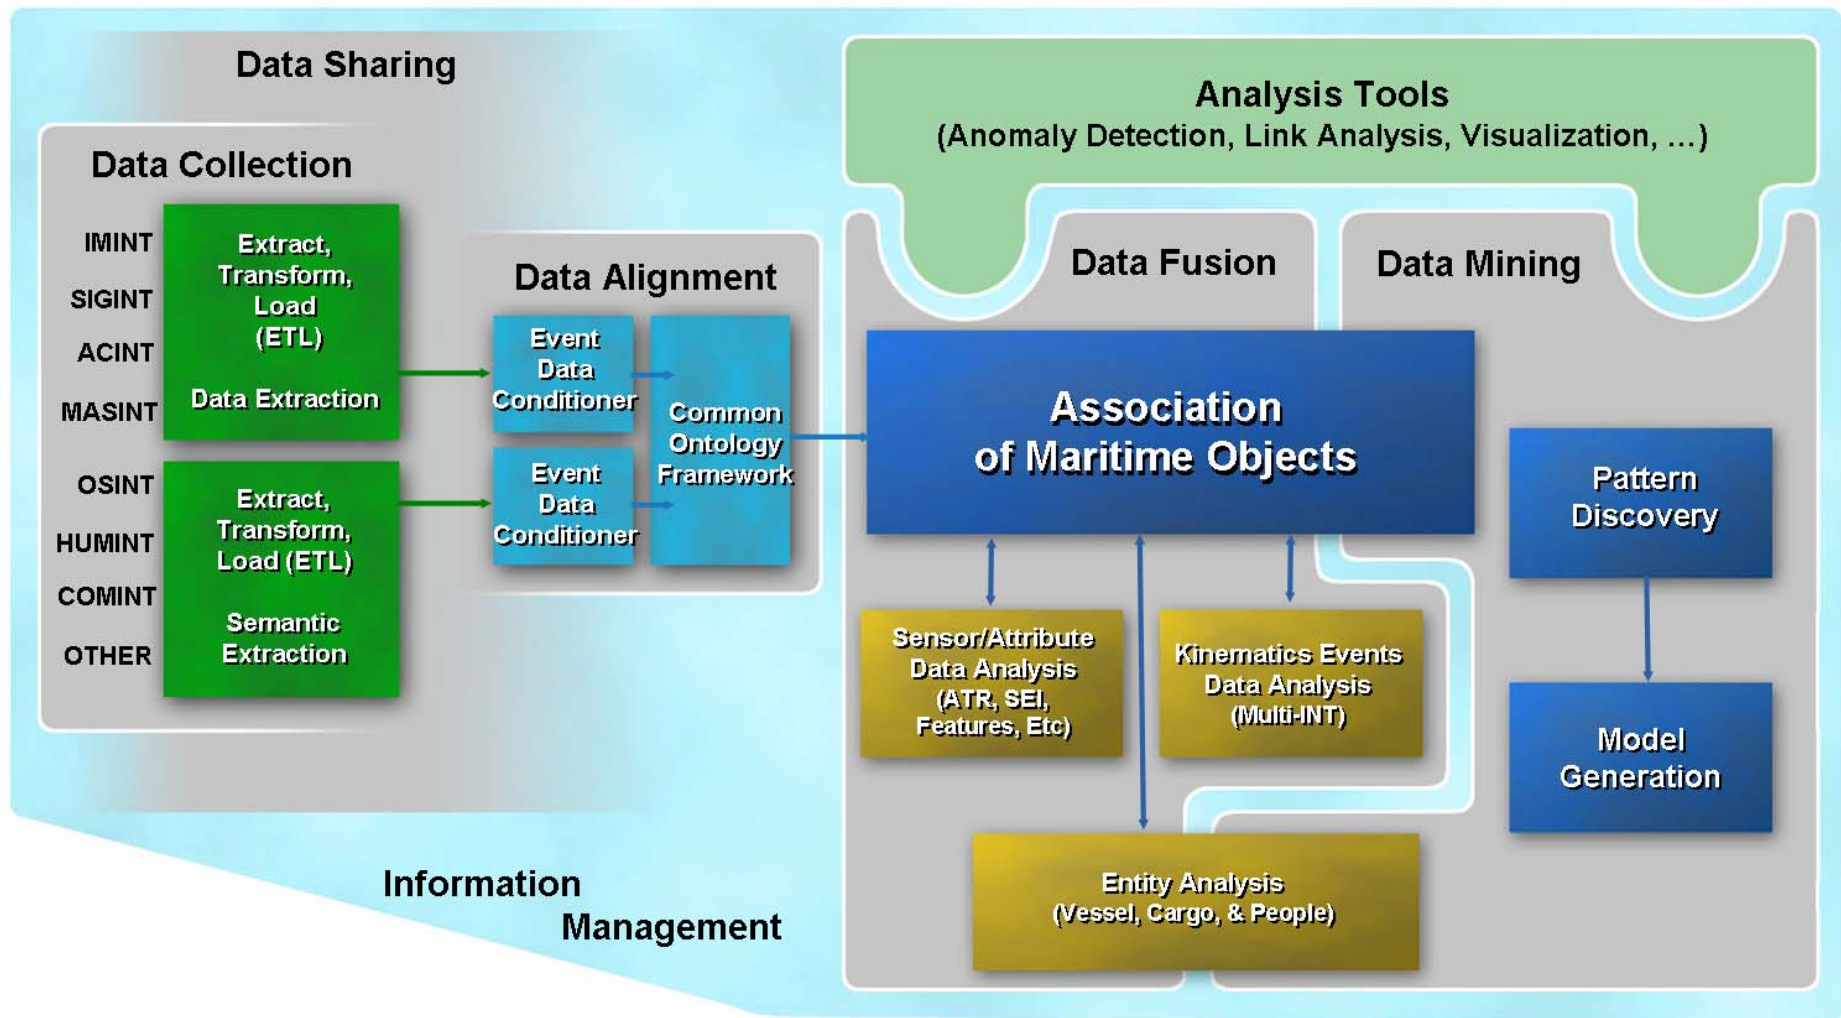 Data Sharing
Data Collection
IMINT
SIGINT
ACINT
MASINT
OSINT
HUMINT
COMINT
OTHER
Extract,
Transform,
Load
(ETL)
Data Extraction
Extract,
Transform,
Load (ETL)
Semantic
Extraction
Data Alignment
Event
Data
Conditioner
Event
Data
Conditioner
Common
Ontology
Framework
Analysis Tools
(Anomaly Detection, Link Analysis, Visualization, ...)
Data Fusion
Data Mining
Association
of Maritime Objects
Sensor/Attribute
Data Analysis
(ATR, SEI,
Features, Etc)
Kinematics Events
Data Analysis
(Multi-INT)
Entity Analysis
(Vessel, Cargo, & People)
Pattern
Discovery
Model
Generation
Information
Management